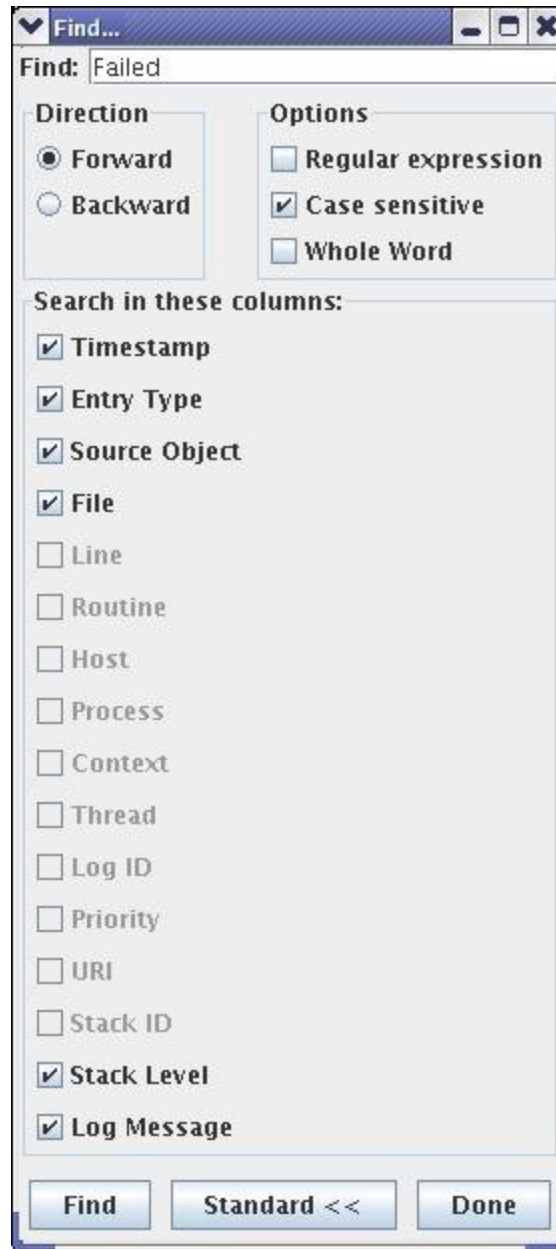 Find...
Find: Failed
Direction
Forward
Backward
Options
Regular expression
Case sensitive
Whole Word
Search in these columns:
Timestamp
Entry Type
Source Object
File
Line
Routine
Host
Process
Context
Thread
Log ID
Priority
URI
Stack ID
Stack Level
Log Message
Find
Standard <<
Done